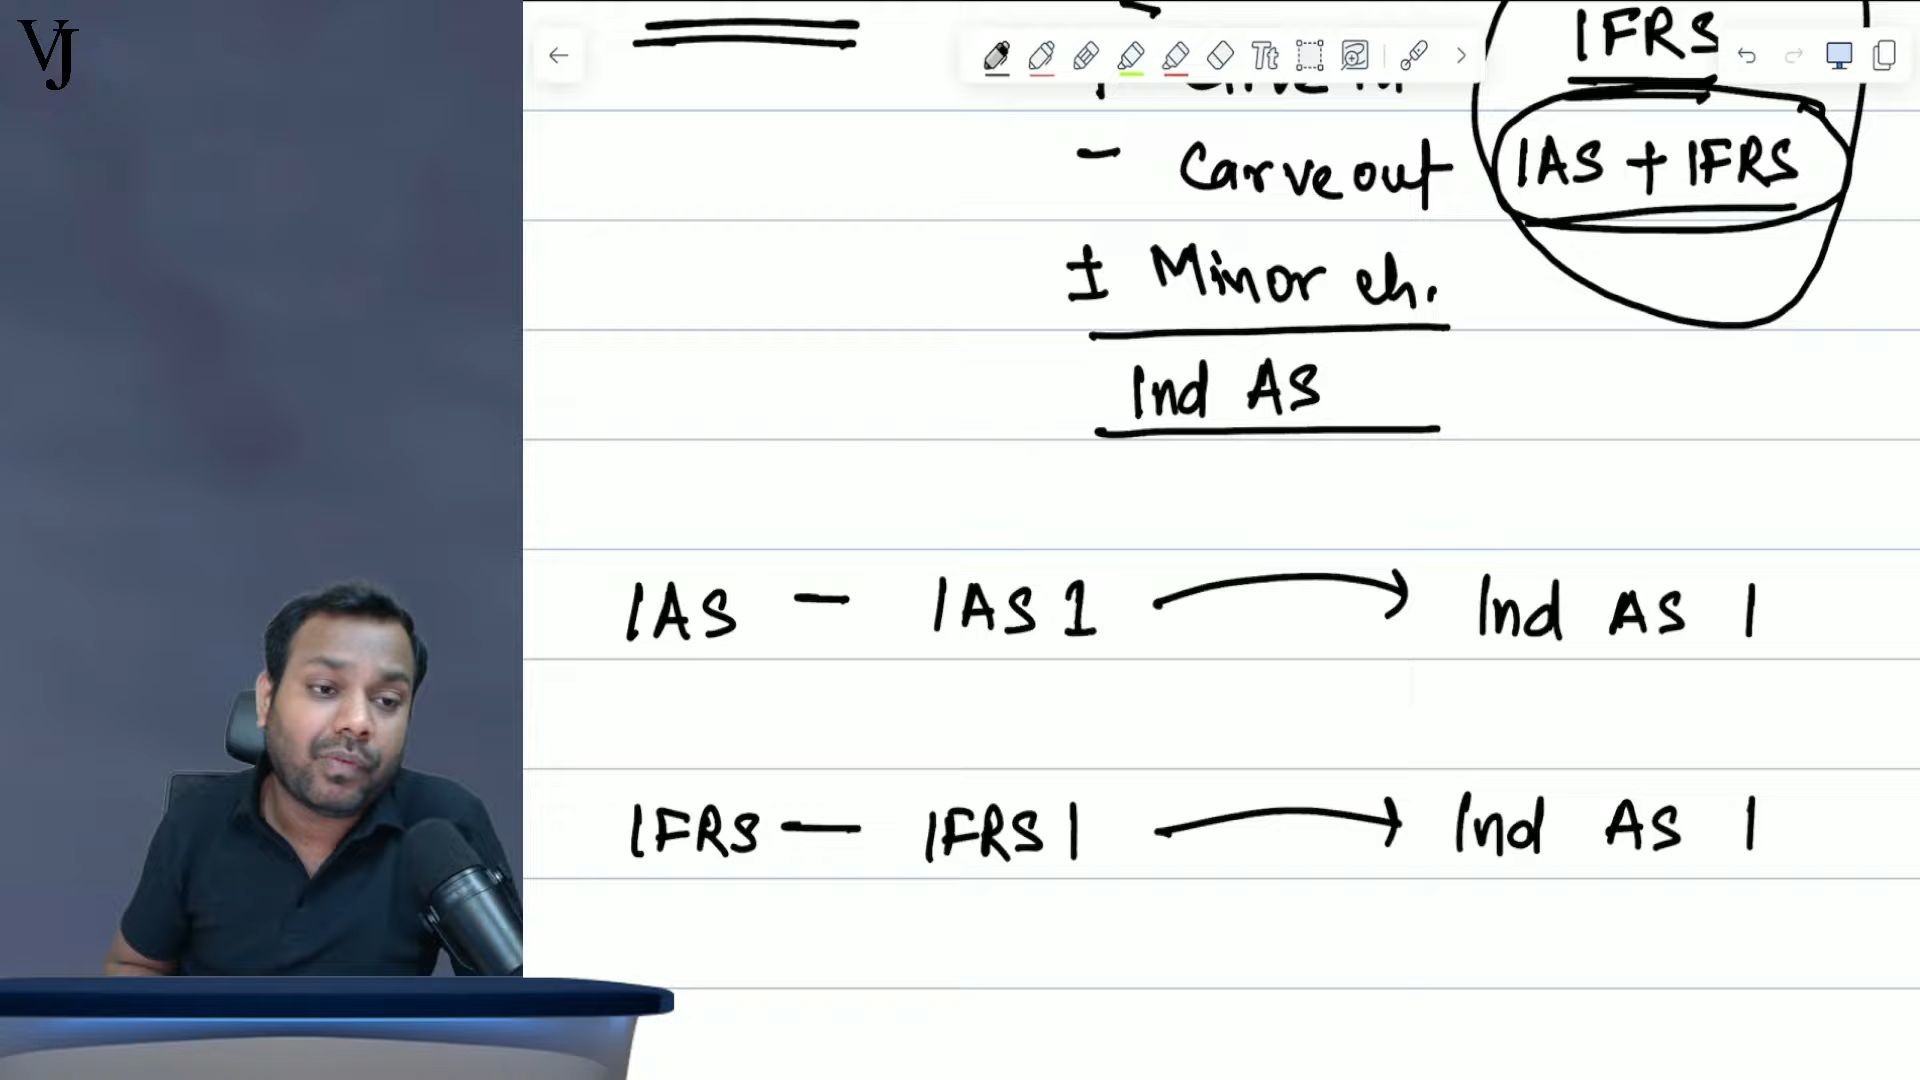 VJ
IFRS
Tt
- Carve out
IAS + IFRS
± Minor ch.
Ind AS
IAS - IAS 1 → Ind AS 1
IFRS - IFRS 1 → Ind AS 1